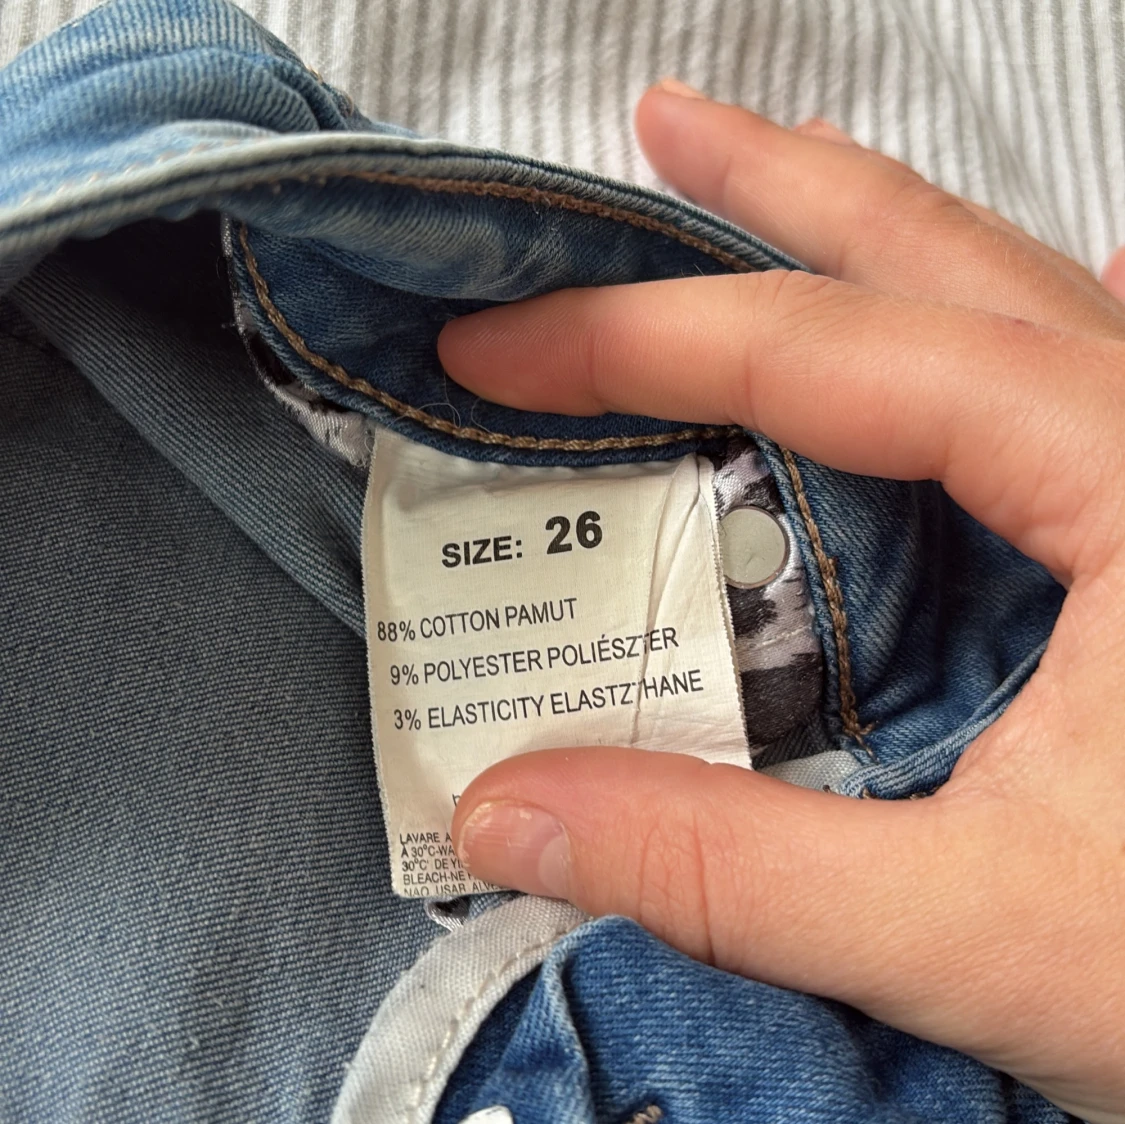 SIZE: 26
88% COTTON PAMUT
9% POLYESTER POLIÉSZTER
3% ELASTICITY ELASTZTHANE
LAVARE
À 30°C-WA
30°C' DE
BLEACH-NE
NAO USAR